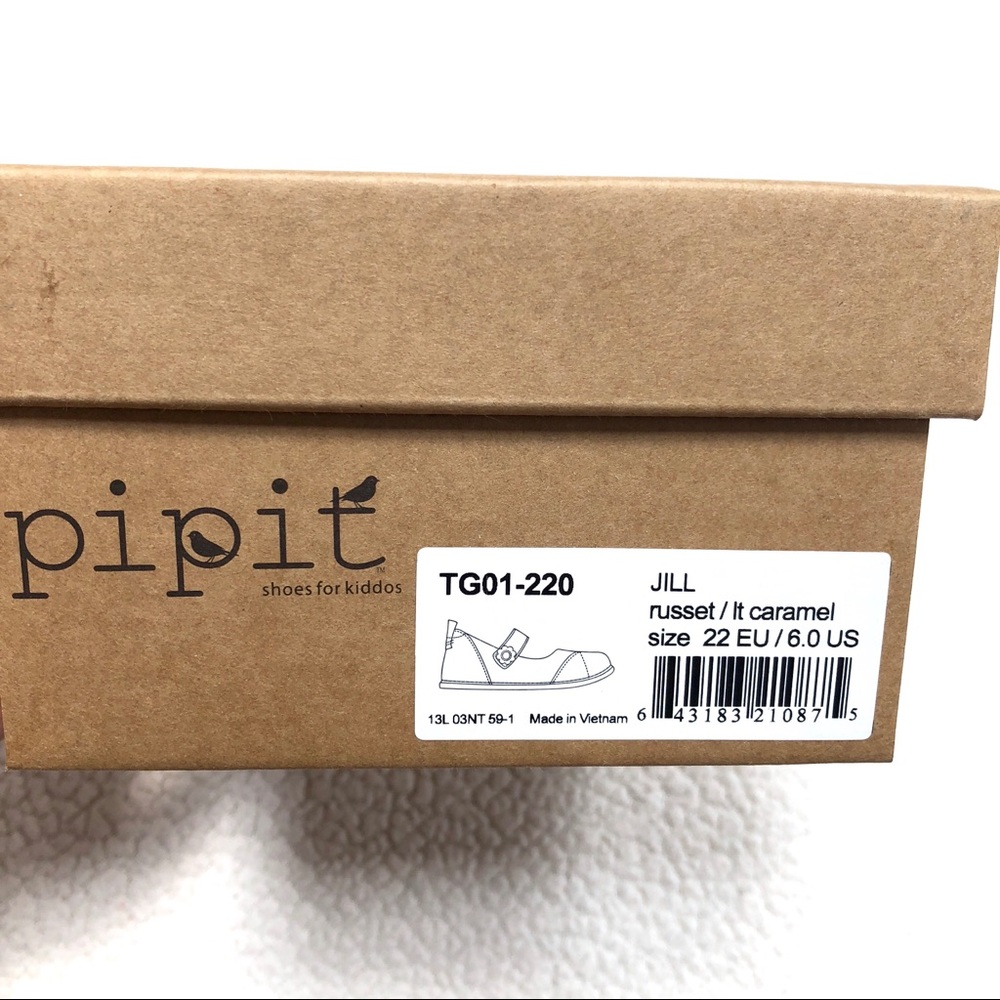 pipit
TM
shoes for kiddos
TG01-220
JILL
russet / lt caramel
size 22 EU / 6.0 US
13L 03NT 59-1 Made in Vietnam
6 43183 21087 5